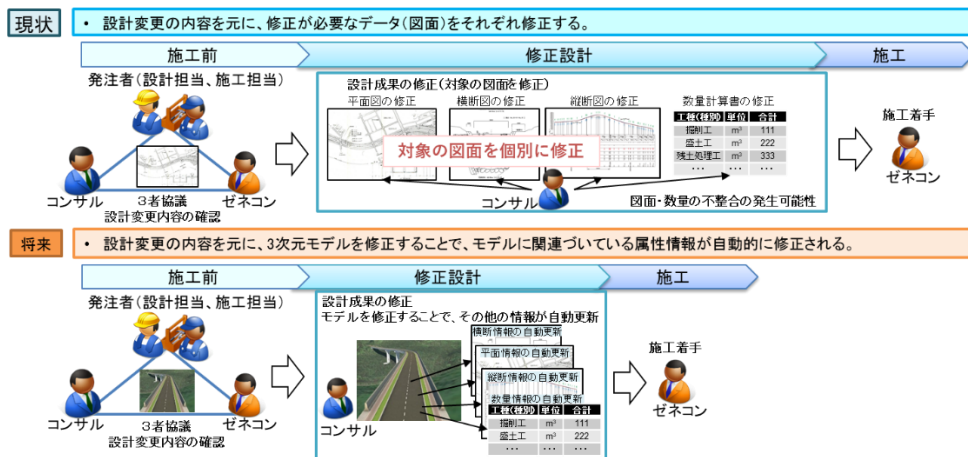 現状
• 設計変更の内容を元に、修正が必要なデータ(図面)をそれぞれ修正する。
施工前
修正設計
施工
発注者(設計担当、施工担当)
コンサル
ゼネコン
3者協議
設計変更内容の確認
設計成果の修正(対象の図面を修正)
平面図の修正
横断図の修正
縦断図の修正
数量計算書の修正
工種(種別) 単位 合計
掘削工 m³ 111
盛土工 m³ 222
残土処理工 m³ 333
··· ··· ···
対象の図面を個別に修正
コンサル
図面・数量の不整合の発生可能性
施工着手
ゼネコン
将来
• 設計変更の内容を元に、3次元モデルを修正することで、モデルに関連づいている属性情報が自動的に修正される。
施工前
修正設計
施工
発注者(設計担当、施工担当)
コンサル
ゼネコン
3者協議
設計変更内容の確認
設計成果の修正
モデルを修正することで、その他の情報が自動更新
横断情報の自動更新
平面情報の自動更新
縦断情報の自動更新
数量情報の自動更新
工種(種別) 単位 合計
掘削工 m³ 111
盛土工 m³ 222
··· ··· ···
コンサル
施工着手
ゼネコン